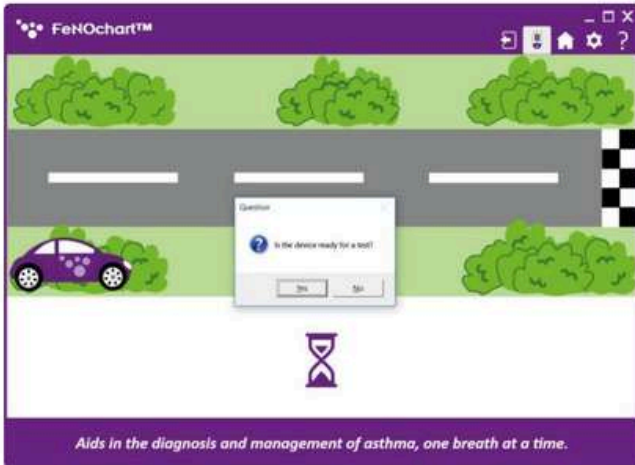 FeNOchart™
?
Question
Is the device ready for a test?
Yes
No
Aids in the diagnosis and management of asthma, one breath at a time.